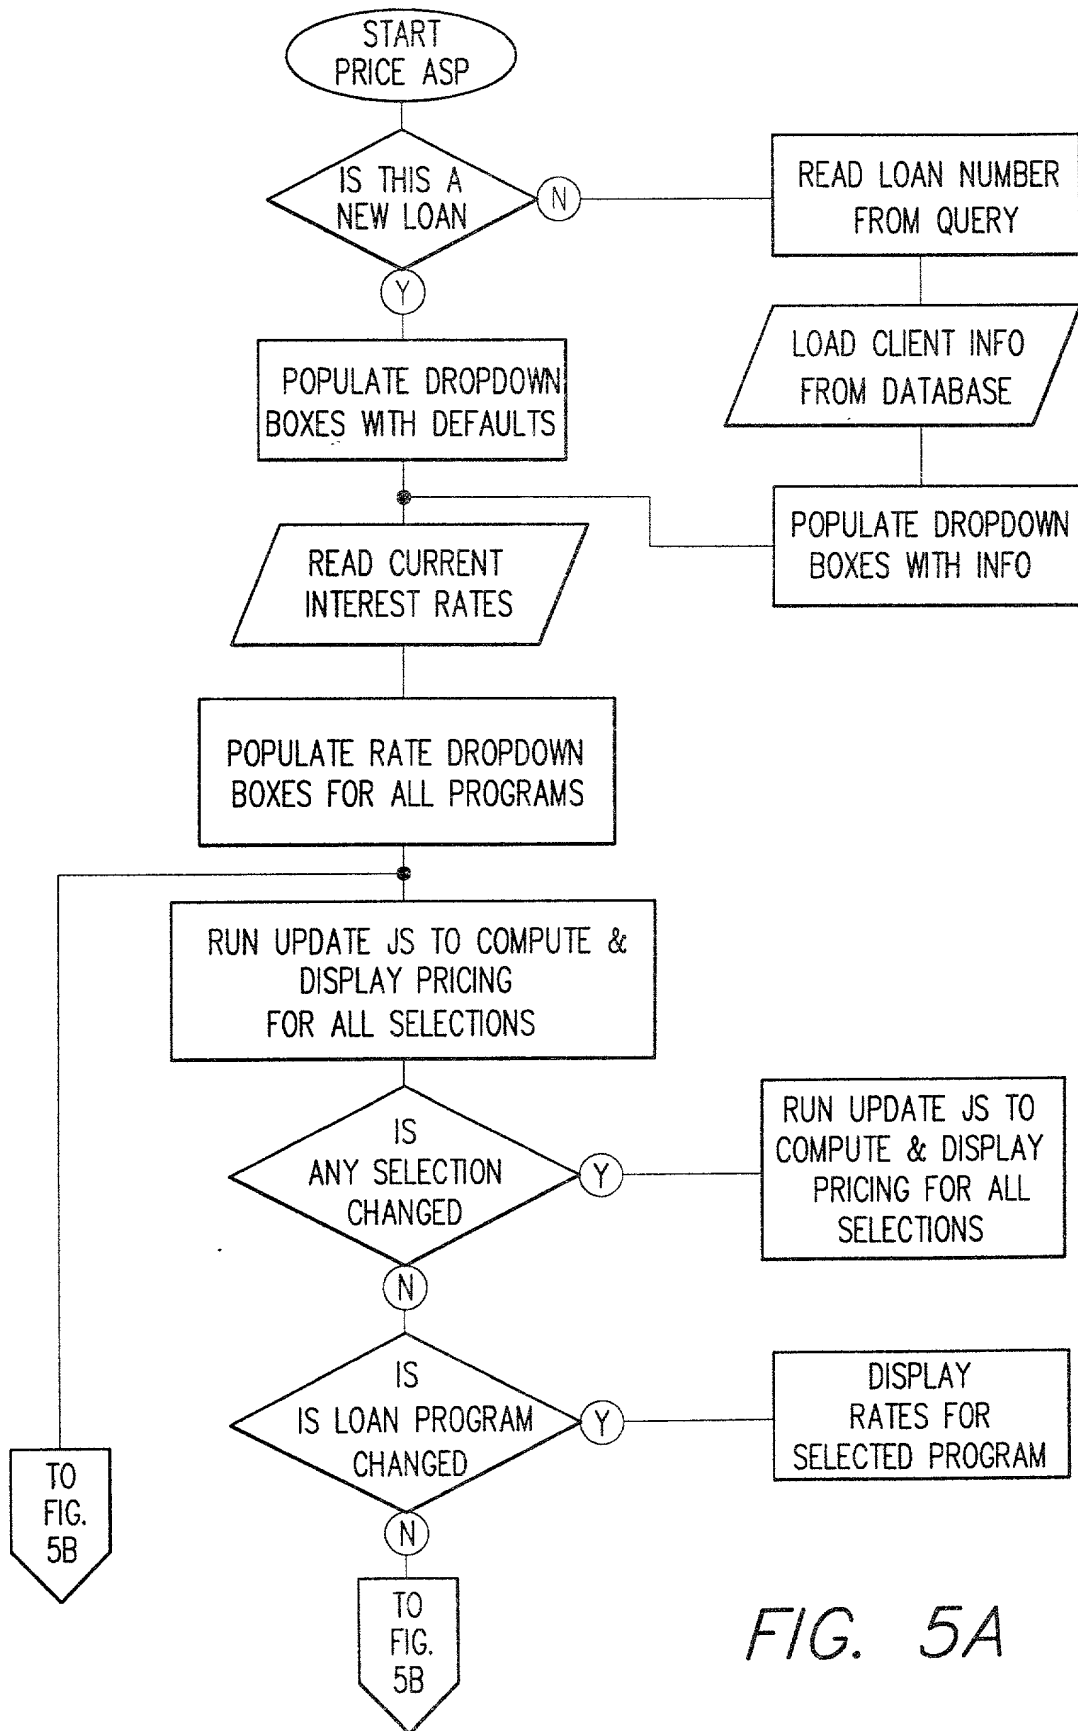 START
PRICE ASP
IS THIS A
NEW LOAN
N
READ LOAN NUMBER
FROM QUERY
Y
LOAD CLIENT INFO
FROM DATABASE
POPULATE DROPDOWN
BOXES WITH DEFAULTS
POPULATE DROPDOWN
BOXES WITH INFO
READ CURRENT
INTEREST RATES
POPULATE RATE DROPDOWN
BOXES FOR ALL PROGRAMS
RUN UPDATE JS TO COMPUTE &
DISPLAY PRICING
FOR ALL SELECTIONS
IS
ANY SELECTION
CHANGED
Y
RUN UPDATE JS TO
COMPUTE & DISPLAY
PRICING FOR ALL
SELECTIONS
N
IS
IS LOAN PROGRAM
CHANGED
Y
DISPLAY
RATES FOR
SELECTED PROGRAM
N
TO
FIG.
5B
TO
FIG.
5B
FIG. 5A